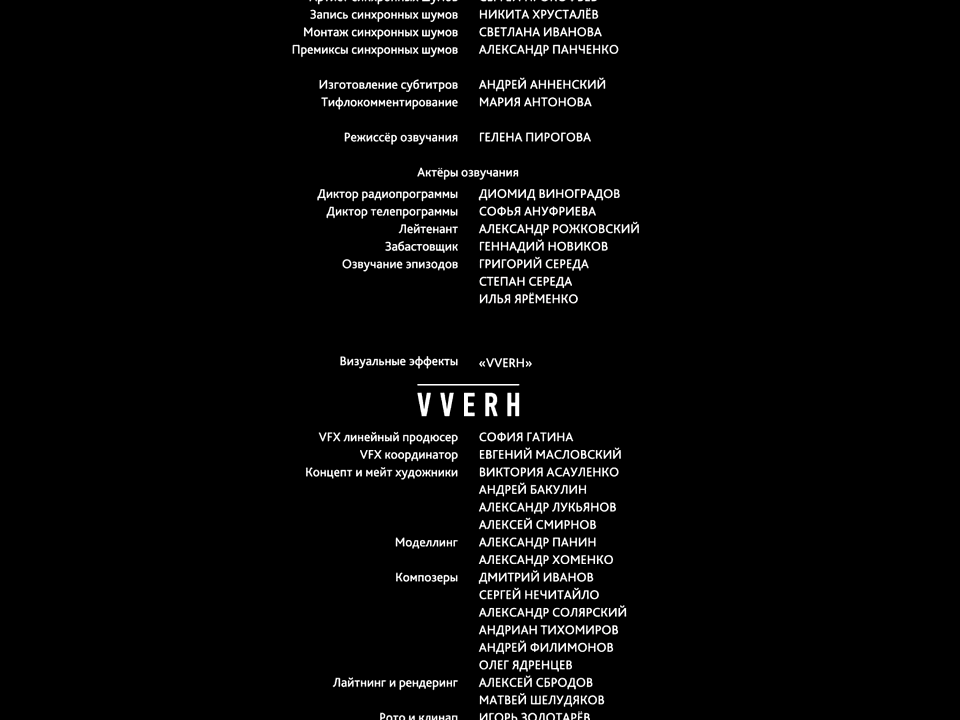 Запись синхронных шумов НИКИТА ХРУСТАЛЁВ
Монтаж синхронных шумов СВЕТЛАНА ИВАНОВА
Премиксы синхронных шумов АЛЕКСАНДР ПАНЧЕНКО
Изготовление субтитров АНДРЕЙ АННЕНСКИЙ
Тифлокомментирование МАРИЯ АНТОНОВА
Режиссёр озвучания ГЕЛЕНА ПИРОГОВА
Актёры озвучания
Диктор радиопрограммы ДИОМИД ВИНОГРАДОВ
Диктор телепрограммы СОФЬЯ АНУФРИЕВА
Лейтенант АЛЕКСАНДР РОЖКОВСКИЙ
Забастовщик ГЕННАДИЙ НОВИКОВ
Озвучание эпизодов ГРИГОРИЙ СЕРЕДА
СТЕПАН СЕРЕДА
ИЛЬЯ ЯРЁМЕНКО
Визуальные эффекты «VVERH»
VVERH
VFX линейный продюсер СОФИЯ ГАТИНА
VFX координатор ЕВГЕНИЙ МАСЛОВСКИЙ
Концепт и мейт художники ВИКТОРИЯ АСАУЛЕНКО
АНДРЕЙ БАКУЛИН
АЛЕКСАНДР ЛУКЬЯНОВ
АЛЕКСЕЙ СМИРНОВ
Моделлинг АЛЕКСАНДР ПАНИН
АЛЕКСАНДР ХОМЕНКО
Композеры ДМИТРИЙ ИВАНОВ
СЕРГЕЙ НЕЧИТАЙЛО
АЛЕКСАНДР СОЛЯРСКИЙ
АНДРИАН ТИХОМИРОВ
АНДРЕЙ ФИЛИМОНОВ
ОЛЕГ ЯДРЕНЦЕВ
Лайтнинг и рендеринг АЛЕКСЕЙ СБРОДОВ
МАТВЕЙ ШЕЛУДЯКОВ
Рото и клинап ИГОРЬ ЗОЛОТАРЁВ